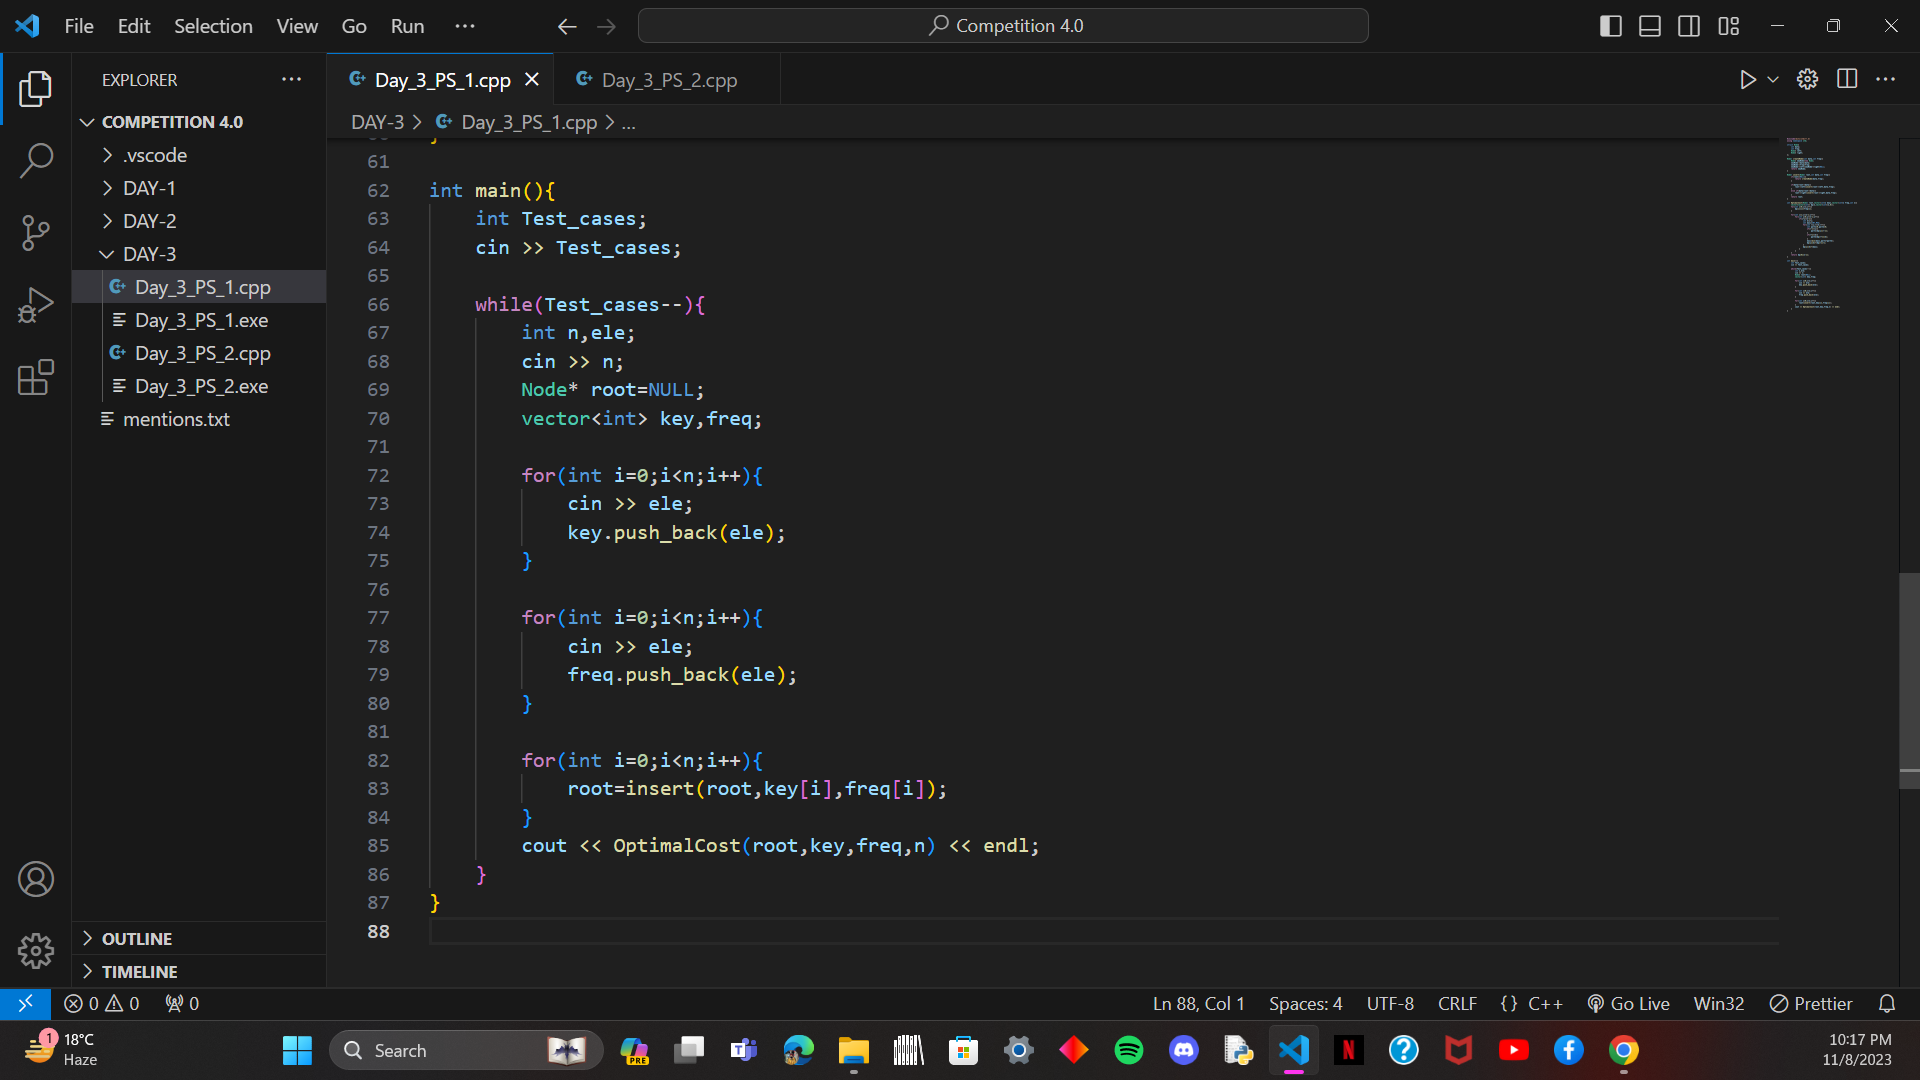 File Edit Selection View Go Run ... Competition 4.0
EXPLORER ...
Day_3_PS_1.cpp Day_3_PS_2.cpp
COMPETITION 4.0
.vscode
DAY-1
DAY-2
DAY-3
Day_3_PS_1.cpp
Day_3_PS_1.exe
Day_3_PS_2.cpp
Day_3_PS_2.exe
mentions.txt
OUTLINE
TIMELINE
DAY-3 > Day_3_PS_1.cpp > ...
61
62 int main(){
63     int Test_cases;
64     cin >> Test_cases;
65
66     while(Test_cases--){
67         int n,ele;
68         cin >> n;
69         Node* root=NULL;
70         vector<int> key,freq;
71
72         for(int i=0;i<n;i++){
73             cin >> ele;
74             key.push_back(ele);
75         }
76
77         for(int i=0;i<n;i++){
78             cin >> ele;
79             freq.push_back(ele);
80         }
81
82         for(int i=0;i<n;i++){
83             root=insert(root,key[i],freq[i]);
84         }
85         cout << OptimalCost(root,key,freq,n) << endl;
86     }
87 }
88
0 0 0 Ln 88, Col 1 Spaces: 4 UTF-8 CRLF {} C++ Go Live Win32 Prettier
1 18°C
Haze
Search
PRE
10:17 PM
11/8/2023